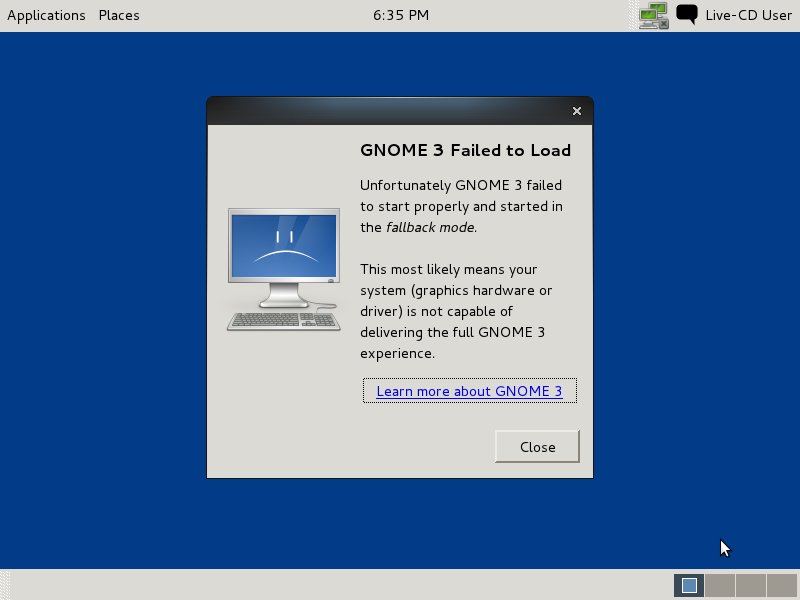 Applications Places 6:35 PM Live-CD User
GNOME 3 Failed to Load
Unfortunately GNOME 3 failed
to start properly and started in
the fallback mode.
This most likely means your
system (graphics hardware or
driver) is not capable of
delivering the full GNOME 3
experience.
Learn more about GNOME 3
Close